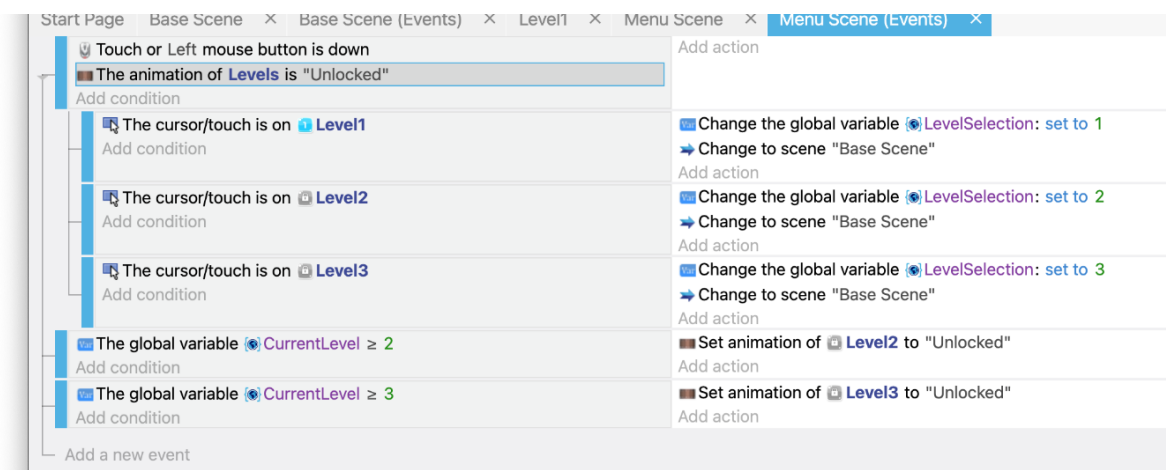 Start Page Base Scene × Base Scene (Events) × Level1 × Menu Scene × Menu Scene (Events) ×
Touch or Left mouse button is down
Add action
The animation of Levels is "Unlocked"
Add condition
The cursor/touch is on Level1
Change the global variable LevelSelection: set to 1
Add condition
Change to scene "Base Scene"
Add action
The cursor/touch is on Level2
Change the global variable LevelSelection: set to 2
Add condition
Change to scene "Base Scene"
Add action
The cursor/touch is on Level3
Change the global variable LevelSelection: set to 3
Add condition
Change to scene "Base Scene"
Add action
Var The global variable CurrentLevel ≥ 2
Set animation of Level2 to "Unlocked"
Add condition
Add action
Var The global variable CurrentLevel ≥ 3
Set animation of Level3 to "Unlocked"
Add condition
Add action
Add a new event